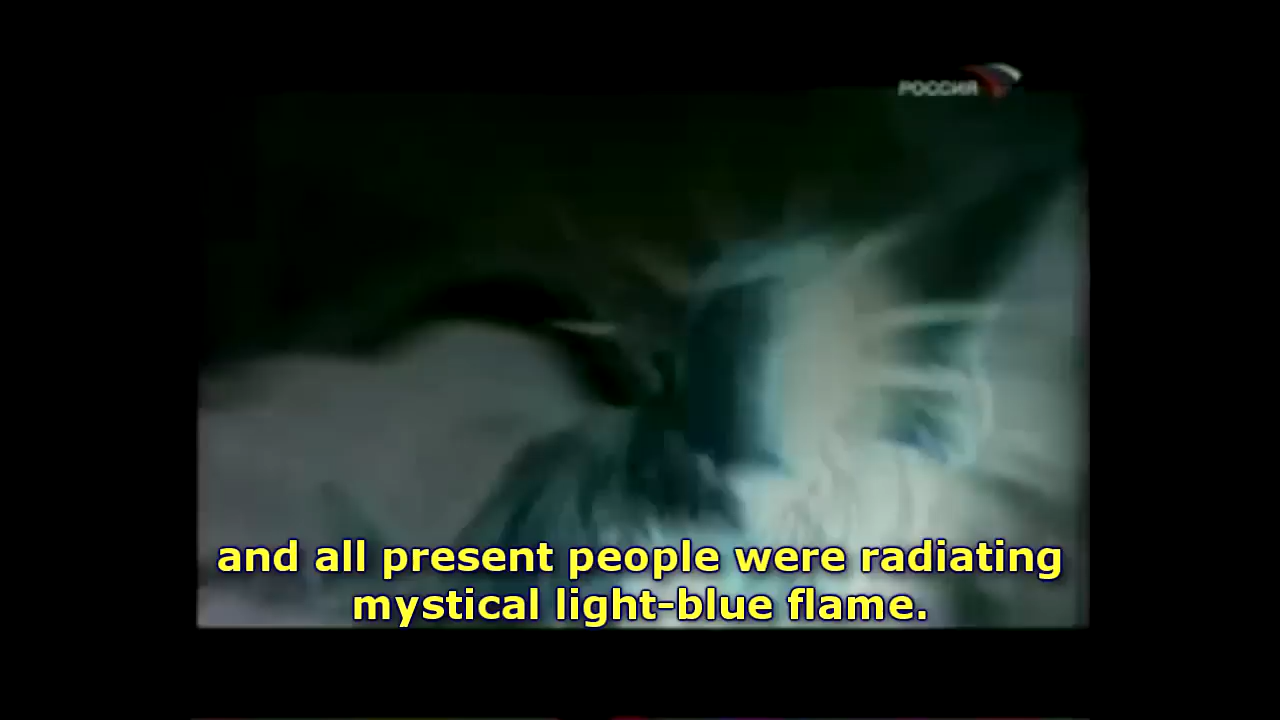 РОССИЯ
and all present people were radiating
mystical light-blue flame.